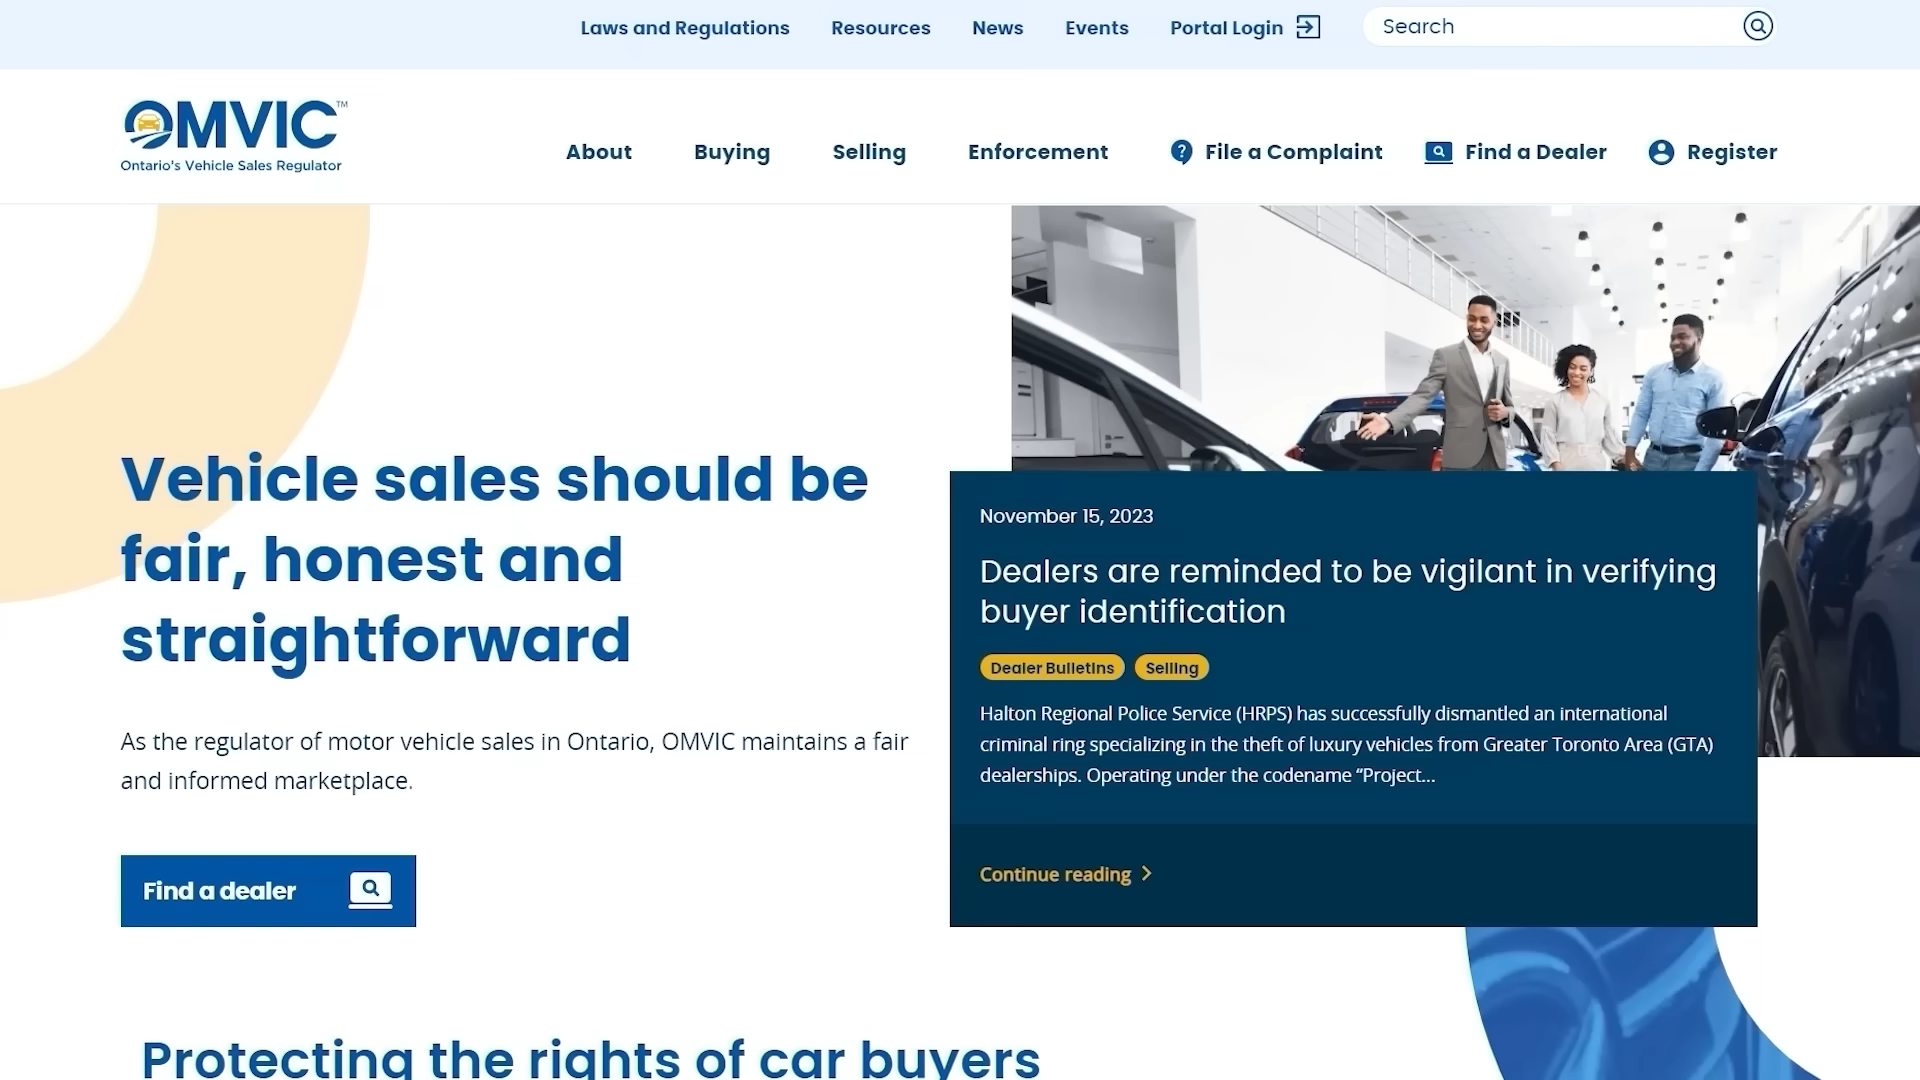 Laws and Regulations
Resources
News
Events
Portal Login
Search
OMVIC™
Ontario's Vehicle Sales Regulator
About
Buying
Selling
Enforcement
File a Complaint
Find a Dealer
Register
Vehicle sales should be
fair, honest and
straightforward
As the regulator of motor vehicle sales in Ontario, OMVIC maintains a fair
and informed marketplace.
Find a dealer
November 15, 2023
Dealers are reminded to be vigilant in verifying
buyer identification
Dealer Bulletins
Selling
Halton Regional Police Service (HRPS) has successfully dismantled an international
criminal ring specializing in the theft of luxury vehicles from Greater Toronto Area (GTA)
dealerships. Operating under the codename “Project...
Continue reading
Protecting the rights of car buyers